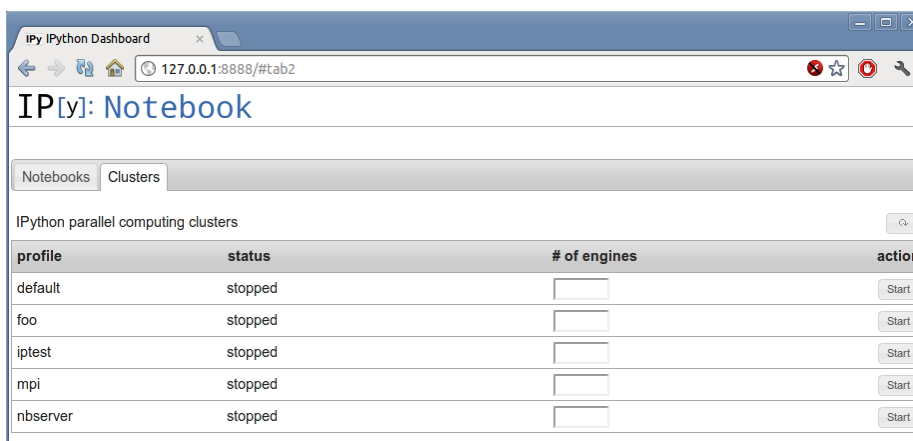 IPy IPython Dashboard
127.0.0.1:8888/#tab2
IP[y]: Notebook
Notebooks Clusters
IPython parallel computing clusters
profile status # of engines actio
default stopped Start
foo stopped Start
iptest stopped Start
mpi stopped Start
nbserver stopped Start